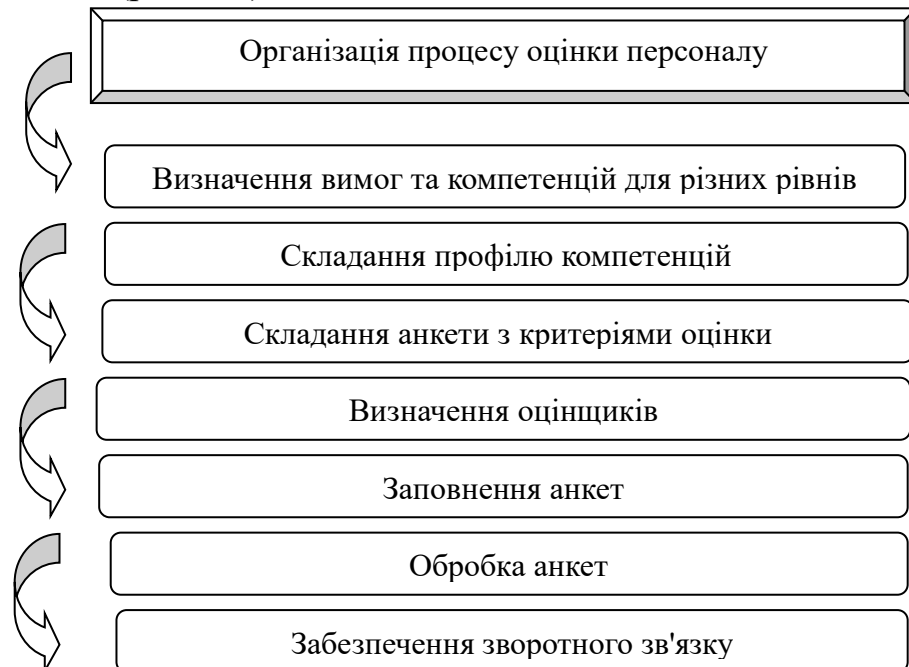 Організація процесу оцінки персоналу
Визначення вимог та компетенцій для різних рівнів
Складання профілю компетенцій
Складання анкети з критеріями оцінки
Визначення оцінщиків
Заповнення анкет
Обробка анкет
Забезпечення зворотного зв'язку